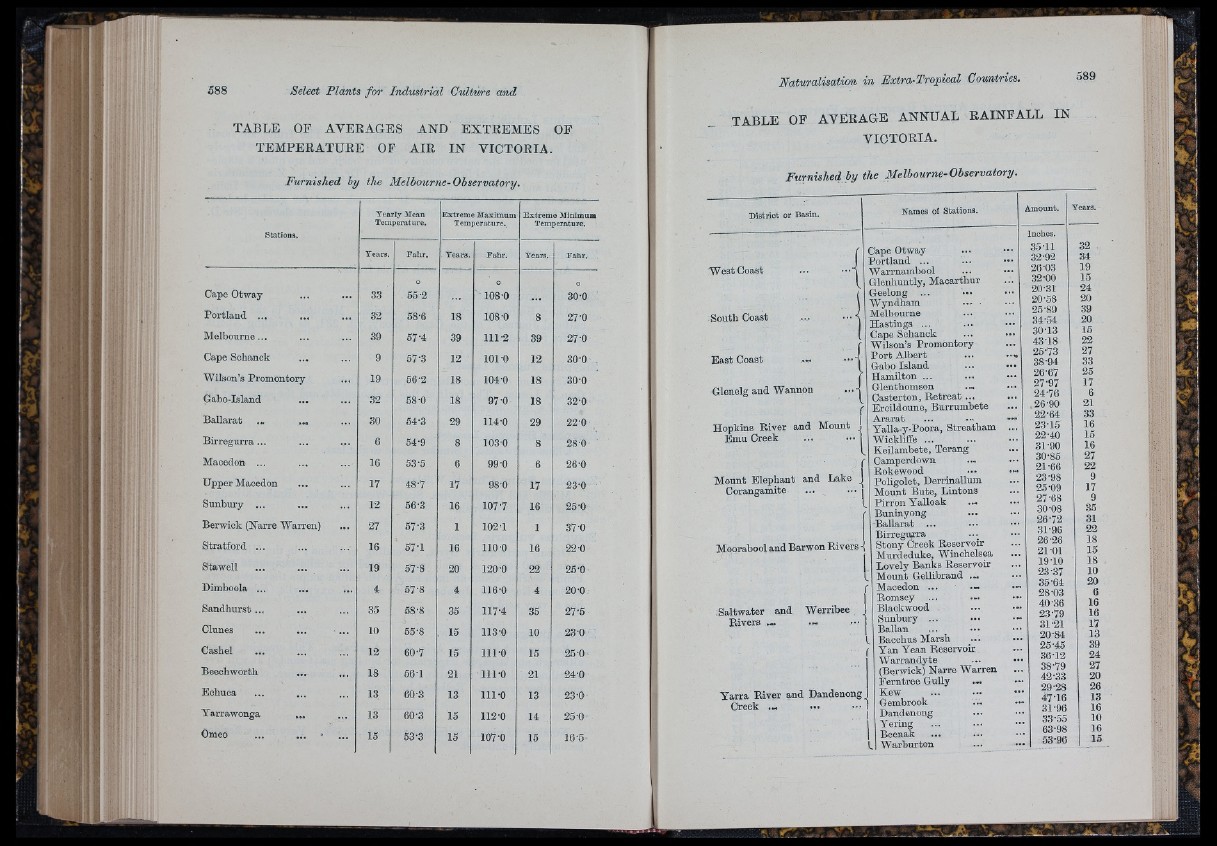 588 Select Plants for Industrial Culture and
TABLE OF AVERAGES AND EXTREMES OF
TEMPERATURE OF AIR IN VICTORIA.
Furnished by the Melbourne-Observatory.
Stations. Yearly Mean Temperature. Extreme Maximum Temperature. Extreme Minimum Temperature.
Years. Fahr. Years. Fahr. Years. Fahr.
o o o
Cape Otway ... ... 33 55·2 ... 108·0 ... 30·0
Portland ... ... ... 32 58·6 18 108·0 8 27·0
Melbourne ... ... ... 39 57·4 39 111·2 39 27·0
Cape Schanck ... ... 9 57·3 12 101·0 12 30·0
Wilson's Promontory ... 19 56·2 18 104·0 18 30·0
Gabo-Island ... ... 32 58·0 18 97·0 18 32·0
Ballarat ... ... ... 30 54·3 29 114·0 29 22·0
Birregurra ... ... ... 6 54·9 8 103·0 8 28·0
Macedon ... ... ... 16 53·5 6 99·0 6 26·0
Upper Macedon ... ... 17 48·7 17 98·0 17 23·0
Sunbury ... ... ... 12 56·3 16 107·7 16 25·0
Berwick (Narre Warren) ... 27 57·3 1 102·1 1 37·0
Stratford ... ... ... 16 57·1 16 110·0 16 22·0
Stawell ... ... ... 19 57·8 20 120·0 22 25·0
Dimboola ... ... ... 4 57·8 4 116·0 4 20·0
Sandhurst ... ... ... 35 58·8 35 117·4 35 27·5
Clunes ... ... ... 10 55·8 15 113·0 10 23·0
Cashel ... ... ... 12 60·7 15 111·0 15 25·0
Beechworth ... ... 18 56·1 21 111·0 21 24·0
Echuca ... ... ... 13 60·3 13 111·0 13 23·0
Yarrawonga ... ... 13 60·3 15 112·0 14 25·0
Omeo ... ... ... 15 53·3 15 107·0 15 16·5
Naturalisation in Extra-Tropical Countries. 589
TABLE OF AVERAGE ANNUAL RAINFALL IN
VICTORIA.
Furnished by the Melbourne-Observatory.
District or Basin. Names of Stations. Amount. Years.
Inches.
Cape Otway ... ... 35·11 32
Portland ... ... ... 32·92 34
West Coast ... ... Warrnambool ... ... 26·03 19
Glenhuntly, Macarthur ... 32·00 15
Geelong ... ... ... 20·31 24
Wyndham ... ... 20·58 20
South Coast ... ... Melbourne ... ... 25·89 39
Hastings ... ... ... 34·54 20
Cape Schanck ... ... 30·13 15
Wilson's Promontory ... 43·18 22
East Coast ... ... Port Albert ... ... 25·73 27
Gabo Island ... ... 38·94 33
Hamilton ... ... ... 26·67 25
Glenelg and Wannon ... Glenthomson ... ... 27·97 17
Casterton, Retreat ... ... 24·76 6
Ercildoune, Burrumbete ... 26·90 21
Ararat ... ... ... 22·64 33
Hopkins River and Mount Yalla-y-Poora, Streatham ... 23·15 16
Emu Creek ... ... Wickliffe ... ... ... 22·40 15
Keilambete, Terang ... 31·90 16
Camperdown ... ... 30·85 27
Rokewood ... ... 21·66 22
Mount Elephant and Lake Poligolet, Derrinallum ... 23·98 9
Corangamite ... ... Mount Bute, Lintons ... 25·09 17
Pirron Yalloak ... ... 27·68 9
Buninyong ... ... 30·08 35
Ballarat ... ... ... 26·72 31
Birregurra ... ... 31·96 22
Moorabool and Barwon Rivers Stony Creek Reservoir ... 26·26 18
Murdeduke, Winchelsea ... 21·01 15
Lovely Banks Reservoir ... 19·10 18
Mount Gellibrand ... ... 23·37 10
Macedon ... ... ... 35·64 20
Romsey ... ... ... 28·03 6
Saltwater and Werribee Blackwood ... ... 40·36 16
Rivers ... ... ... Sunbury ... ... ... 23·79 16
Ballan ... ... ... 31·21 17
Bacchus Marsh ... ... 20·84 13
Yan Yean Reservoir ... 25·45 39
Warrandyte ... ... 36·12 24
(Berwick) Narre Warren ... 38·79 27
Ferntree Gully ... ... 42·33 20
Yarra River and Dandenong Kew ... ... ... 29·28 26
Creek ... ... ... Gembrook ... ... 47·16 13
Dandenong ... ... 31·96 16
Yering ... ... ... 33·55 10
Beenak ... ... ... 63·98 16
Warburton ... ... 53·96 15